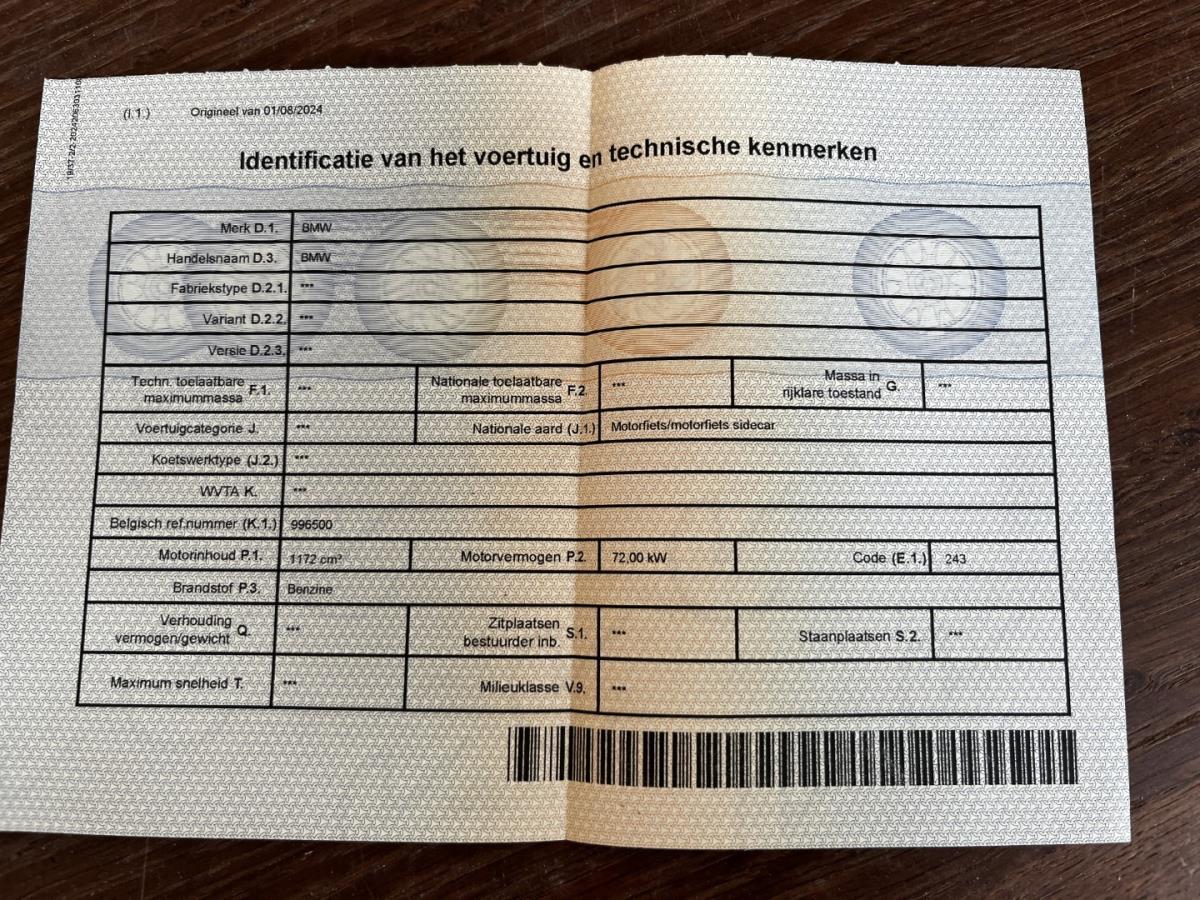 (I.1.) Origineel van 01/08/2024
Identificatie van het voertuig en technische kenmerken
Merk D.1. BMW
Handelsnaam D.3. BMW
Fabriekstype D.2.1. ***
Variant D.2.2. ***
Versie D.2.3. ***
Techn. toelaatbare maximummassa F.1. *** Nationale toelaatbare maximummassa F.2. *** Massa in rijklare toestand G. ***
Voertuigcategorie J. *** Nationale aard (J.1.) Motorfiets/motorfiets sidecar
Koetswerktype (J.2.) ***
WVTA K. ***
Belgisch ref.nummer (K.1.) 996500
Motorinhoud P.1. 1172 cm³ Motorvermogen P.2. 72,00 kW Code (E.1.) 243
Brandstof P.3. Benzine
Verhouding vermogen/gewicht Q. *** Zitplaatsen bestuurder inb. S.1. *** Staanplaatsen S.2. ***
Maximum snelheid T. *** Milieuklasse V.9. ***